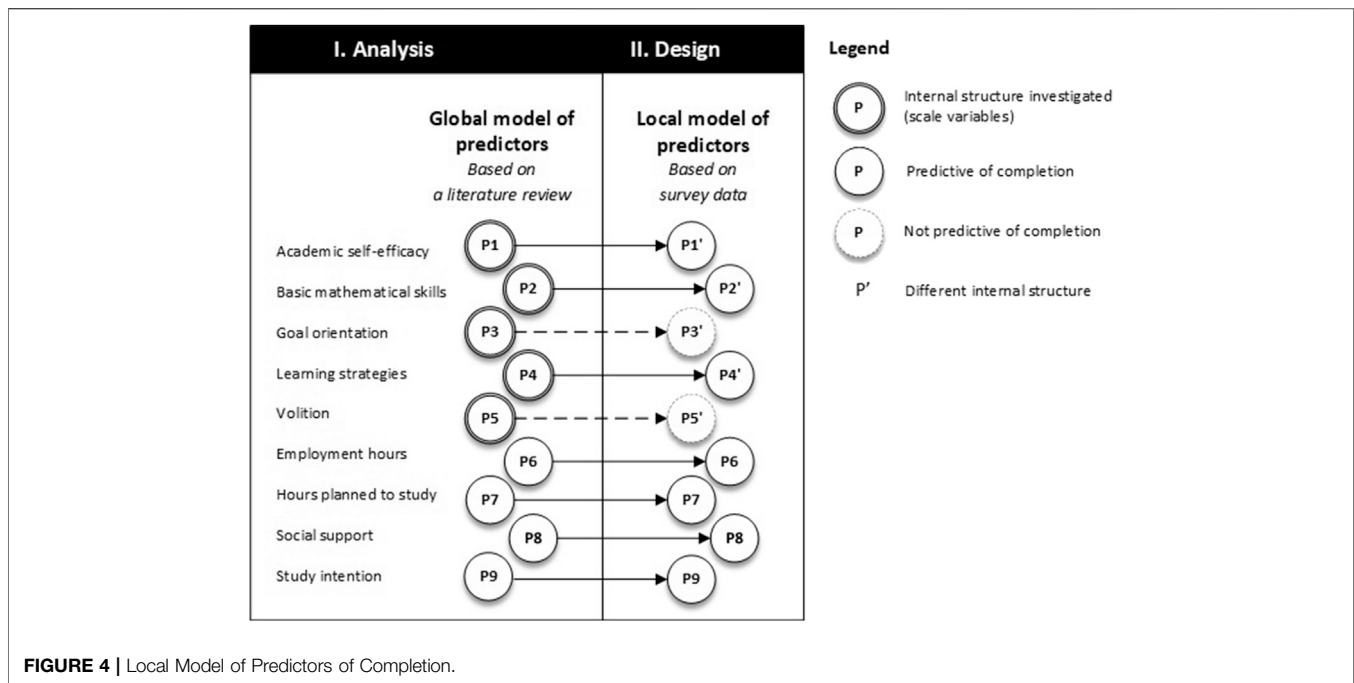 I. Analysis
II. Design
Global model of
predictors
Based on
a literature review
Local model of
predictors
Based on
survey data
Academic self-efficacy
P1
P1'
Basic mathematical skills
P2
P2'
Goal orientation
P3
P3'
Learning strategies
P4
P4'
Volition
P5
P5'
Employment hours
P6
P6
Hours planned to study
P7
P7
Social support
P8
P8
Study intention
P9
P9
Legend
P
Internal structure investigated
(scale variables)
P
Predictive of completion
P
Not predictive of completion
P'
Different internal structure
FIGURE 4 | Local Model of Predictors of Completion.